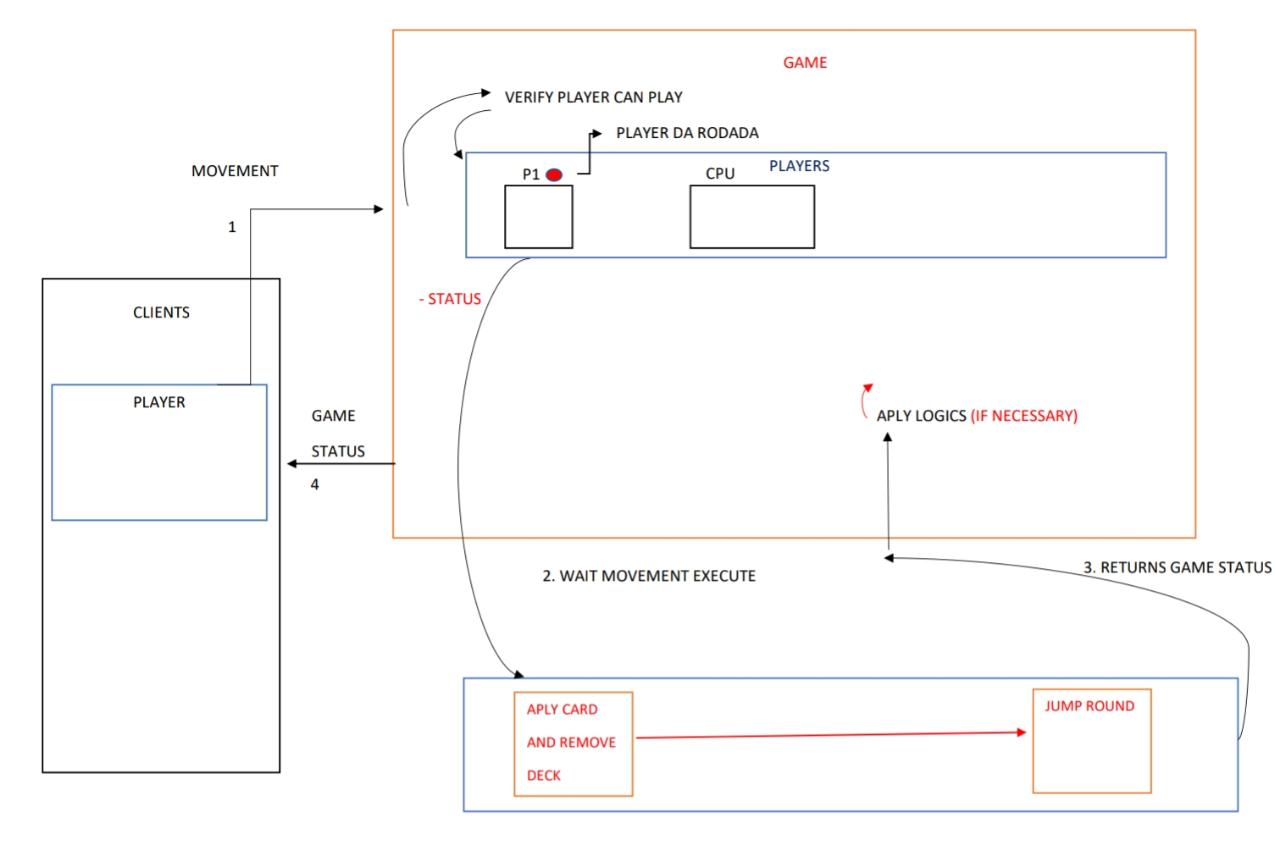 GAME
VERIFY PLAYER CAN PLAY
PLAYER DA RODADA
MOVEMENT
1
P1
CPU
PLAYERS
CLIENTS
- STATUS
PLAYER
GAME
STATUS
4
APLY LOGICS (IF NECESSARY)
2. WAIT MOVEMENT EXECUTE
3. RETURNS GAME STATUS
APLY CARD
AND REMOVE
DECK
JUMP ROUND